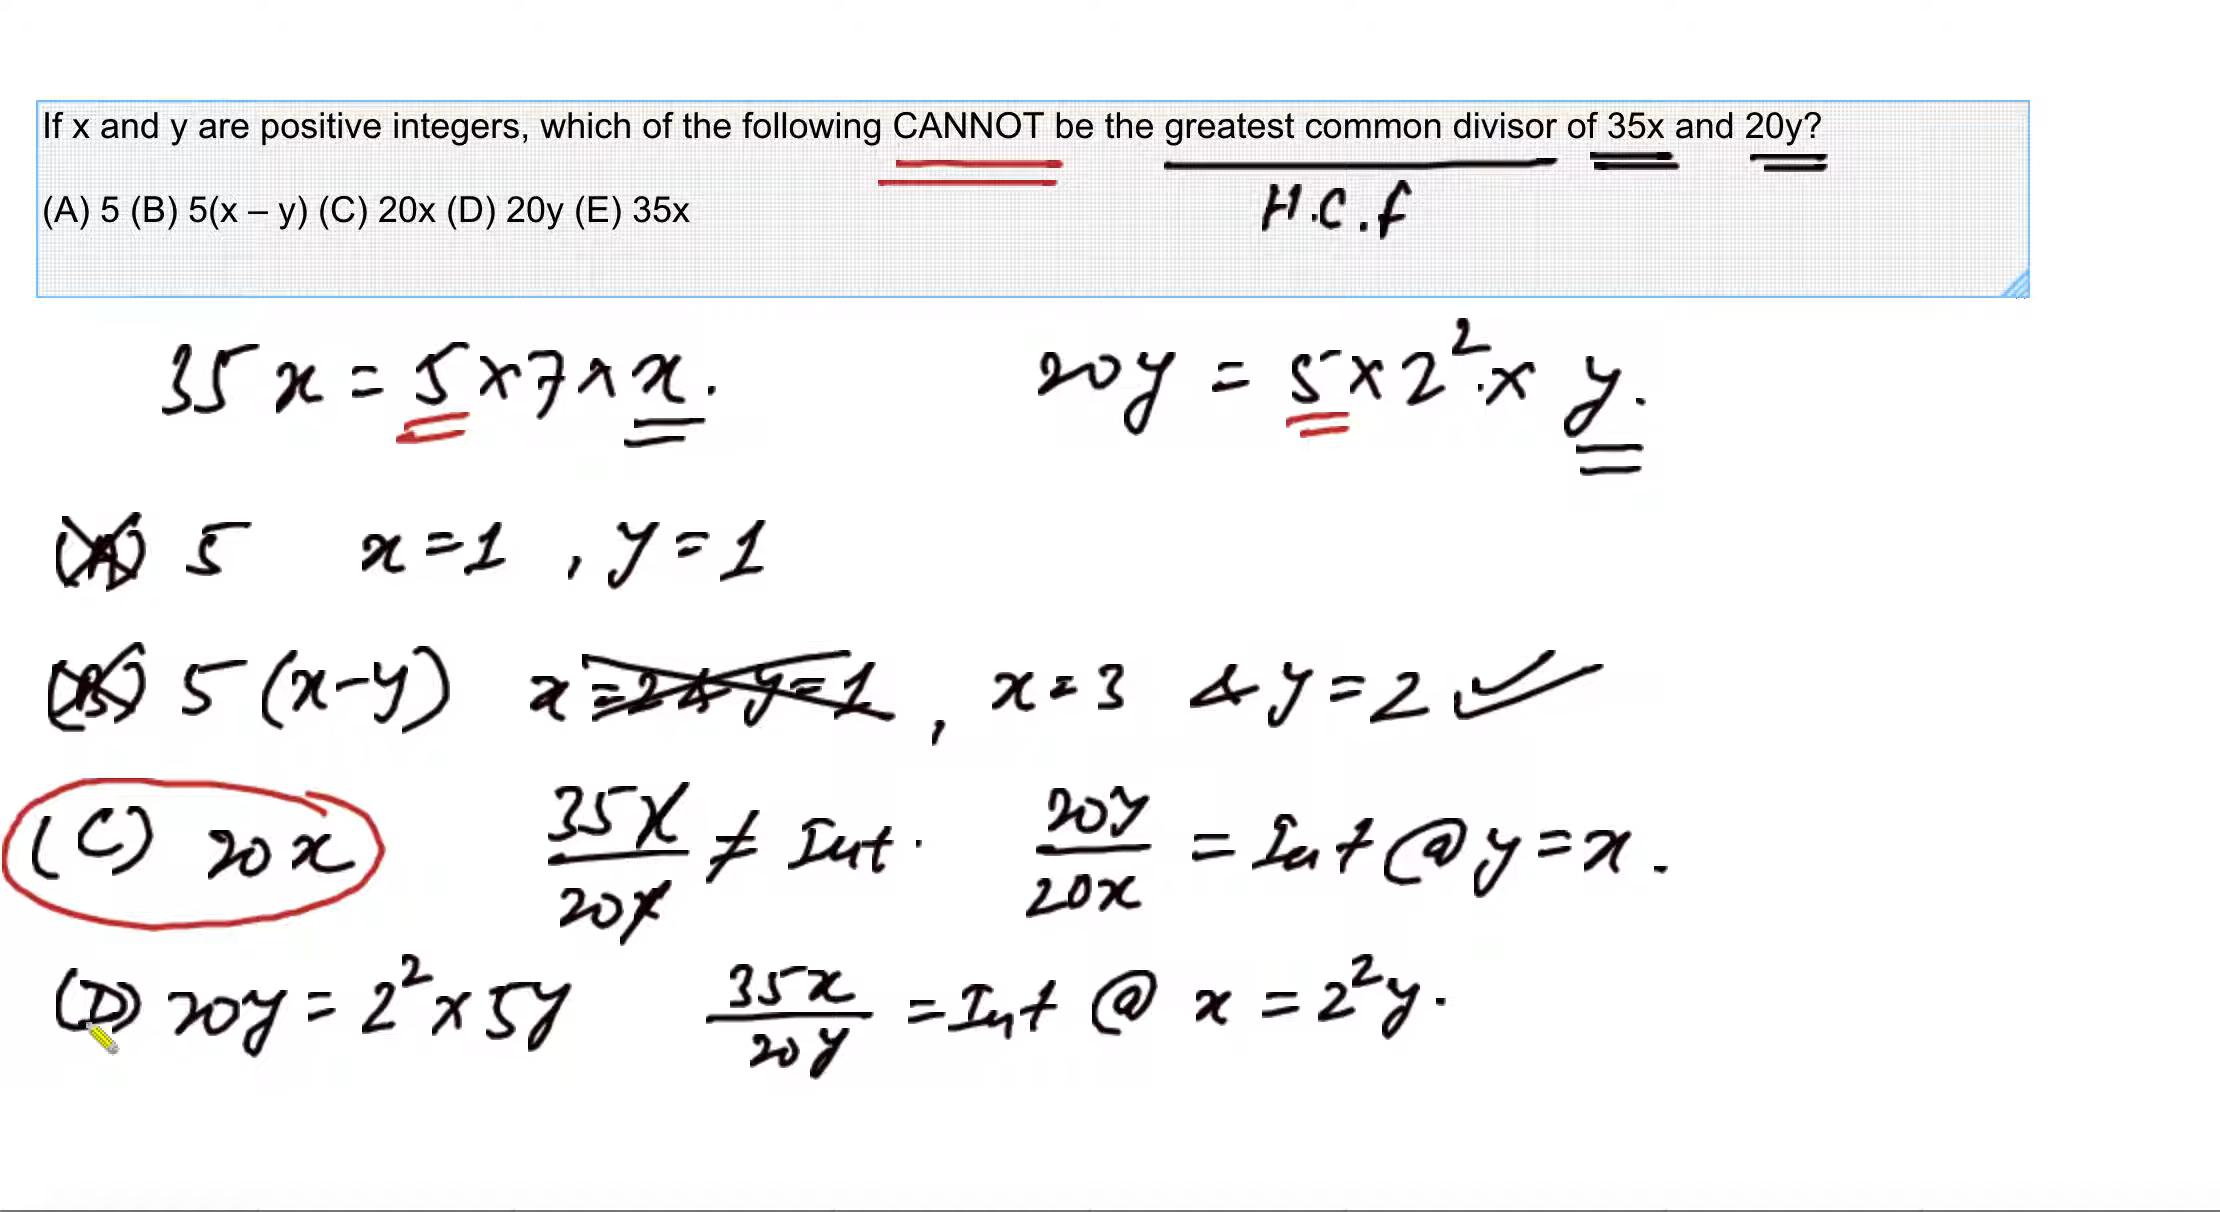 If x and y are positive integers, which of the following CANNOT be the greatest common divisor of 35x and 20y?
(A) 5 (B) 5(x – y) (C) 20x (D) 20y (E) 35x
H.C.f
35x = 5 × 7 × x. 20y = 5 × 2² × y.
(A) 5 x = 1 , y = 1
(B) 5 (x-y) x = 2 & y = 1 , x = 3 & y = 2 ✓
(C) 20x 35x/20x ≠ Int. 20y/20x = Int @ y = x.
(D) 20y = 2² × 5y 35x/20y = Int @ x = 2²y.